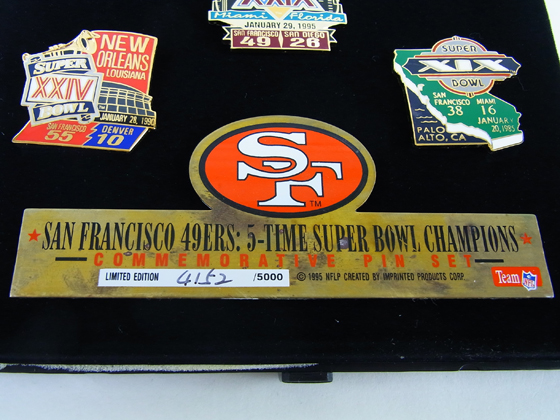 XXIX
Miami Florida
JANUARY 29, 1995
SAN FRANCISCO SAN DIEGO
49 26
NEW
ORLEANS
LOUISIANA
SUPER
XXIV
BOWL
JANUARY 28, 1990
SAN FRANCISCO DENVER
55 10
SUPER
XIX
BOWL
SAN
FRANCISCO MIAMI
38 16
JANUARY
20, 1985
PALO
ALTO, CA
SF
TM
SAN FRANCISCO 49ERS: 5-TIME SUPER BOWL CHAMPIONS
COMMEMORATIVE PIN SET
LIMITED EDITION 4152 /5000 © 1995 NFLP CREATED BY IMPRINTED PRODUCTS CORP.
Team NFL